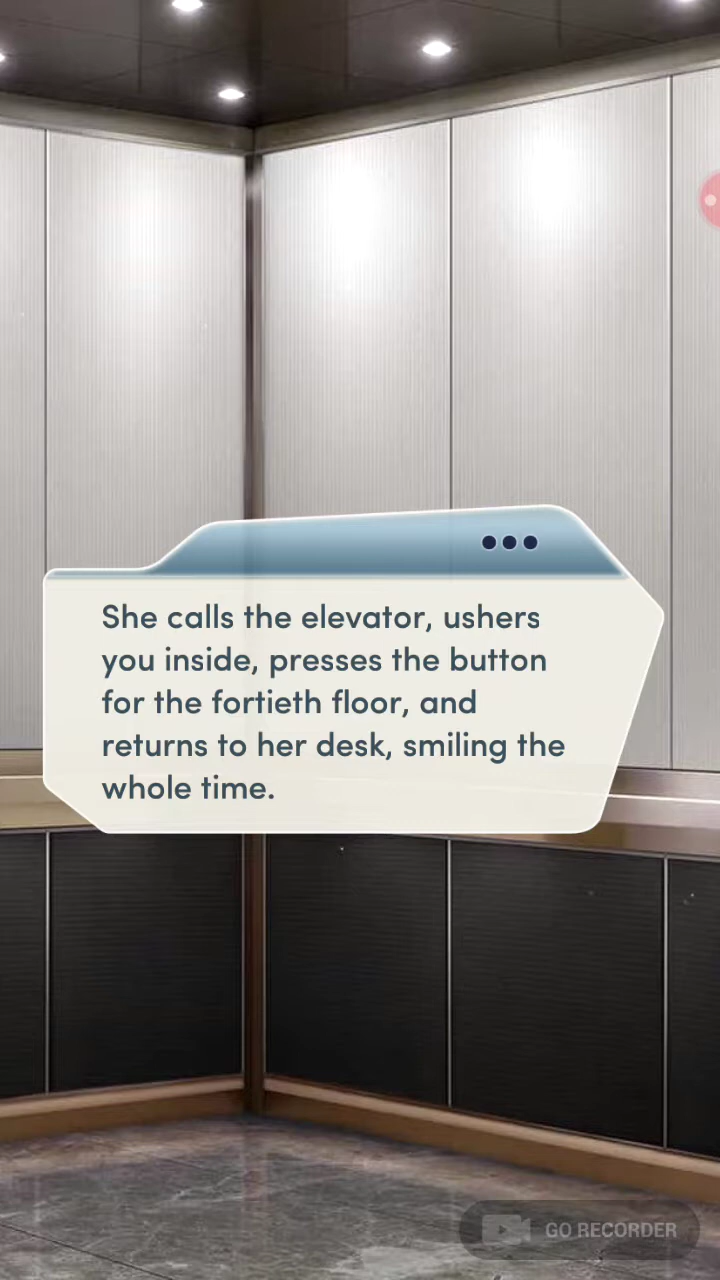 She calls the elevator, ushers
you inside, presses the button
for the fortieth floor, and
returns to her desk, smiling the
whole time.
GO RECORDER